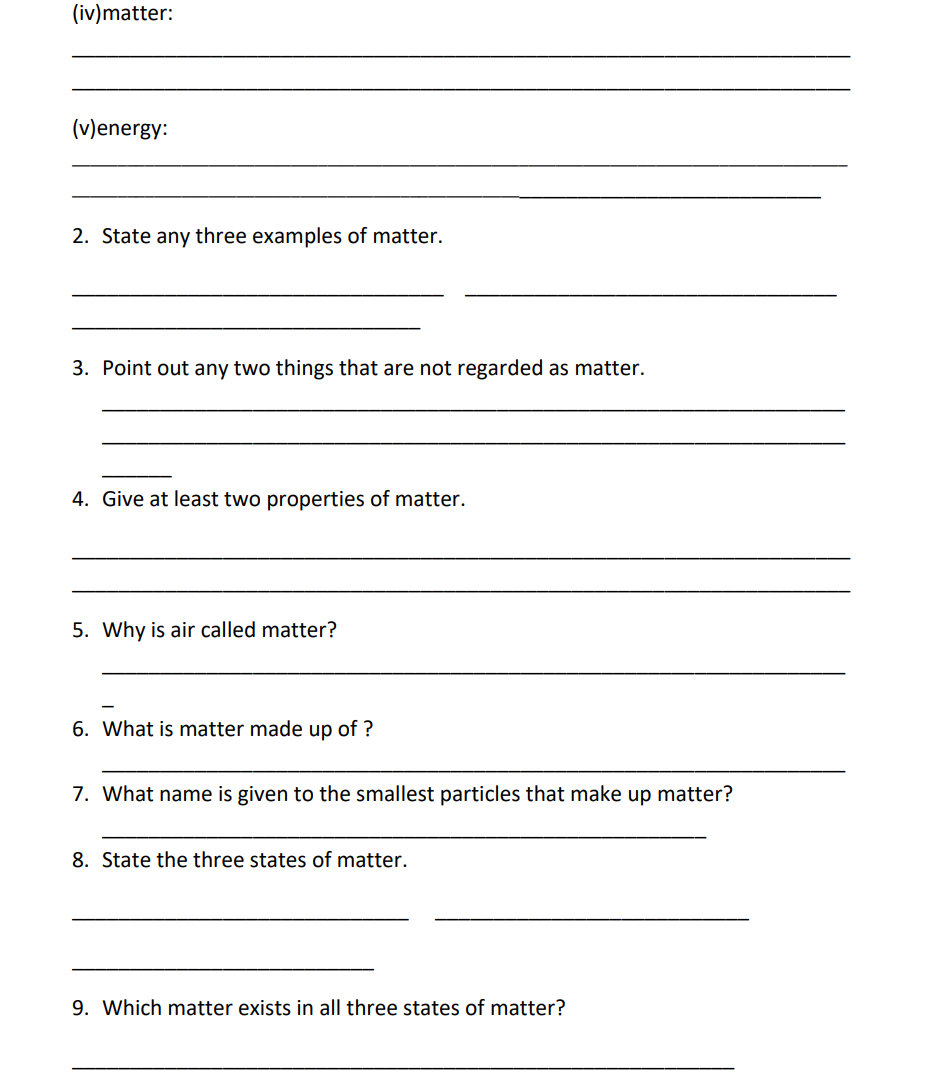 (iv)matter:
(v)energy:
2. State any three examples of matter.
3. Point out any two things that are not regarded as matter.
4. Give at least two properties of matter.
5. Why is air called matter?
6. What is matter made up of ?
7. What name is given to the smallest particles that make up matter?
8. State the three states of matter.
9. Which matter exists in all three states of matter?